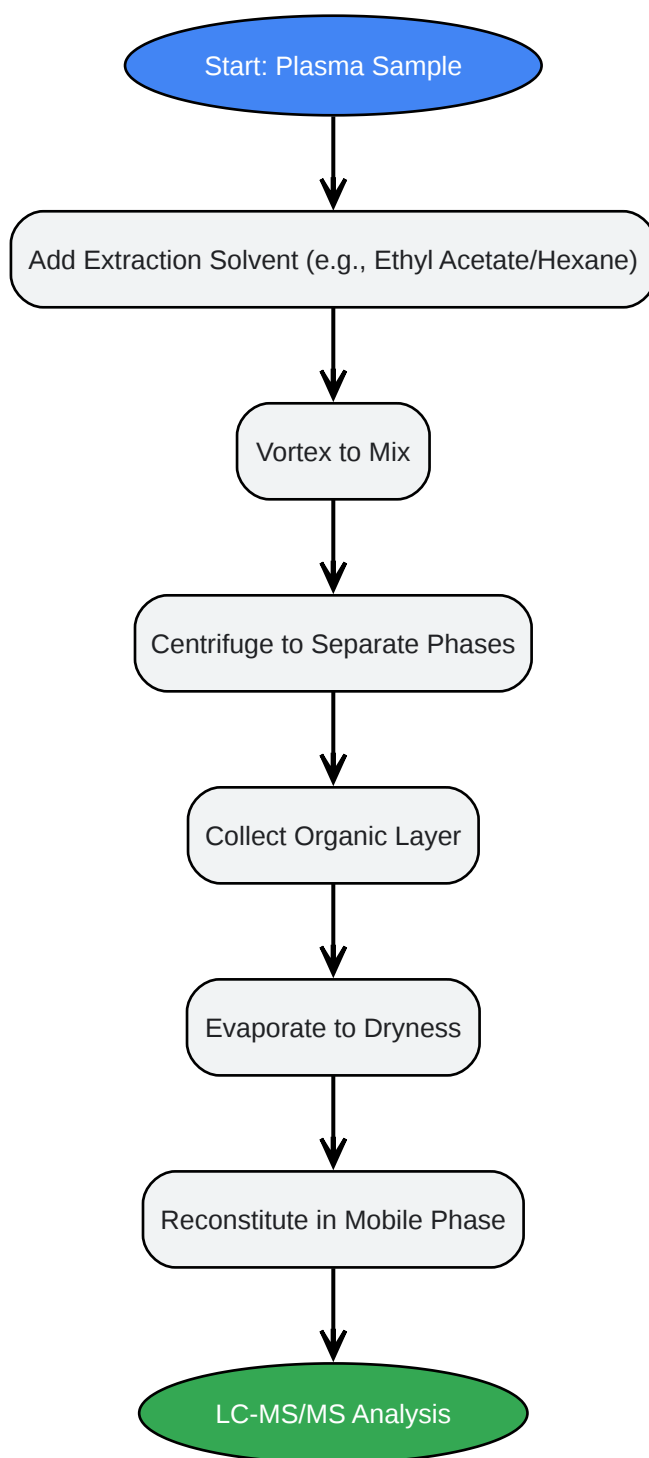 Start: Plasma Sample
Add Extraction Solvent (e.g., Ethyl Acetate/Hexane)
Vortex to Mix
Centrifuge to Separate Phases
Collect Organic Layer
Evaporate to Dryness
Reconstitute in Mobile Phase
LC-MS/MS Analysis